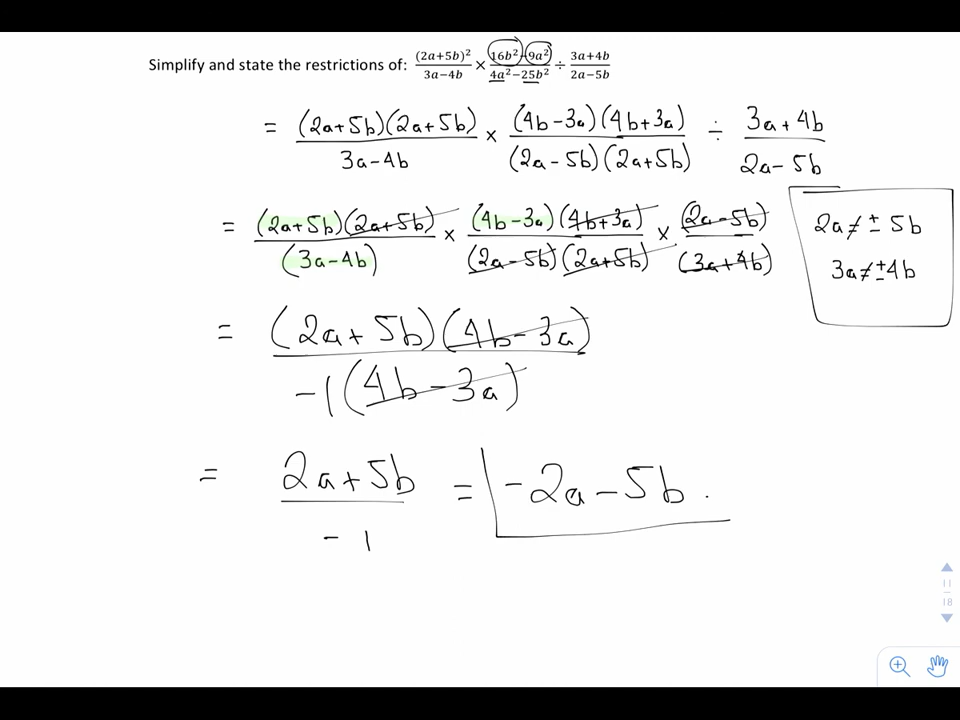 Simplify and state the restrictions of: (2a+5b)²/3a−4b × 16b²−9a²/4a²−25b² ÷ 3a+4b/2a−5b
= (2a+5b)(2a+5b)/3a−4b × (4b−3a)(4b+3a)/(2a−5b)(2a+5b) ÷ 3a+4b/2a−5b
= (2a+5b)(2a+5b)/(3a−4b) × (4b−3a)(4b+3a)/(2a−5b)(2a+5b) × (2a−5b)/(3a+4b)
2a≠±5b
3a≠±4b
= (2a+5b)(4b−3a)/−1(4b−3a)
= 2a+5b/−1 = −2a−5b.
11
18